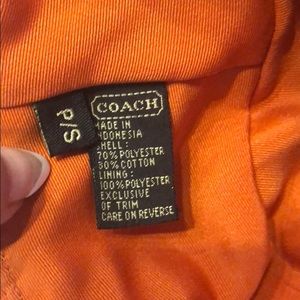 P/S
COACH
MADE IN
INDONESIA
SHELL:
70% POLYESTER
30% COTTON
LINING:
100% POLYESTER
EXCLUSIVE
OF TRIM
CARE ON REVERSE